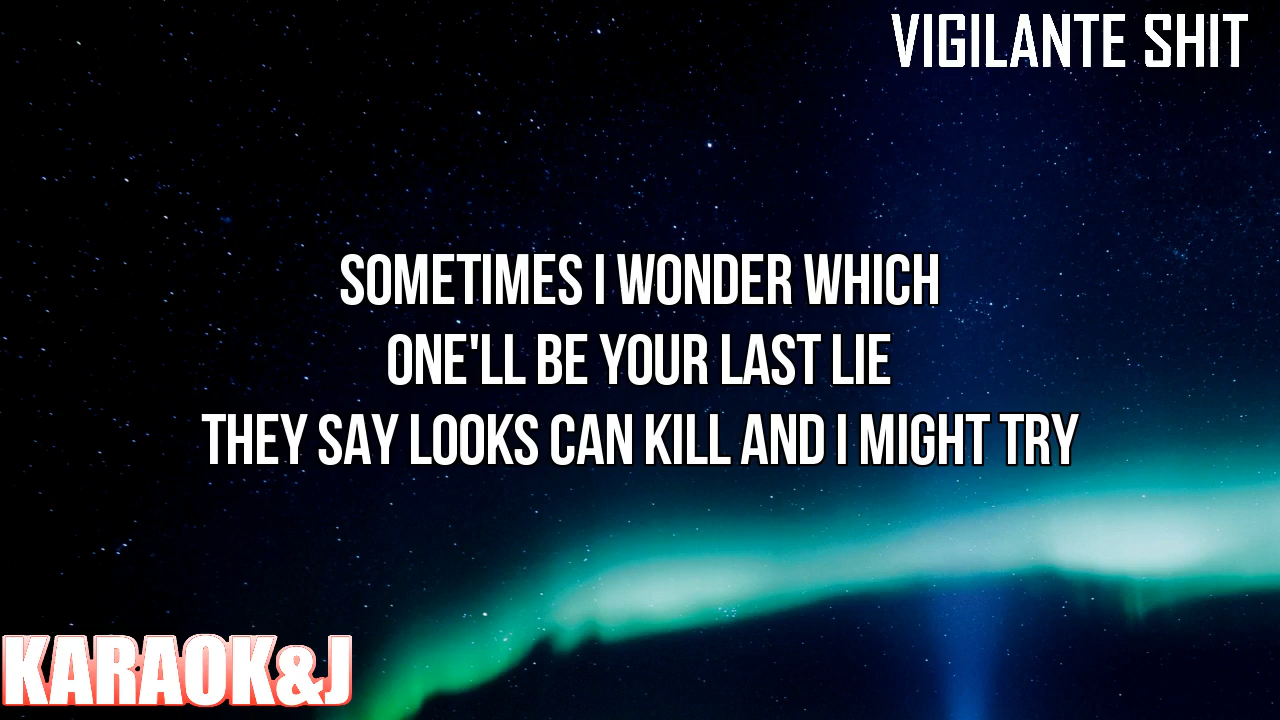 VIGILANTE SHIT
SOMETIMES I WONDER WHICH
ONE'LL BE YOUR LAST LIE
THEY SAY LOOKS CAN KILL AND I MIGHT TRY
KARAOK&J